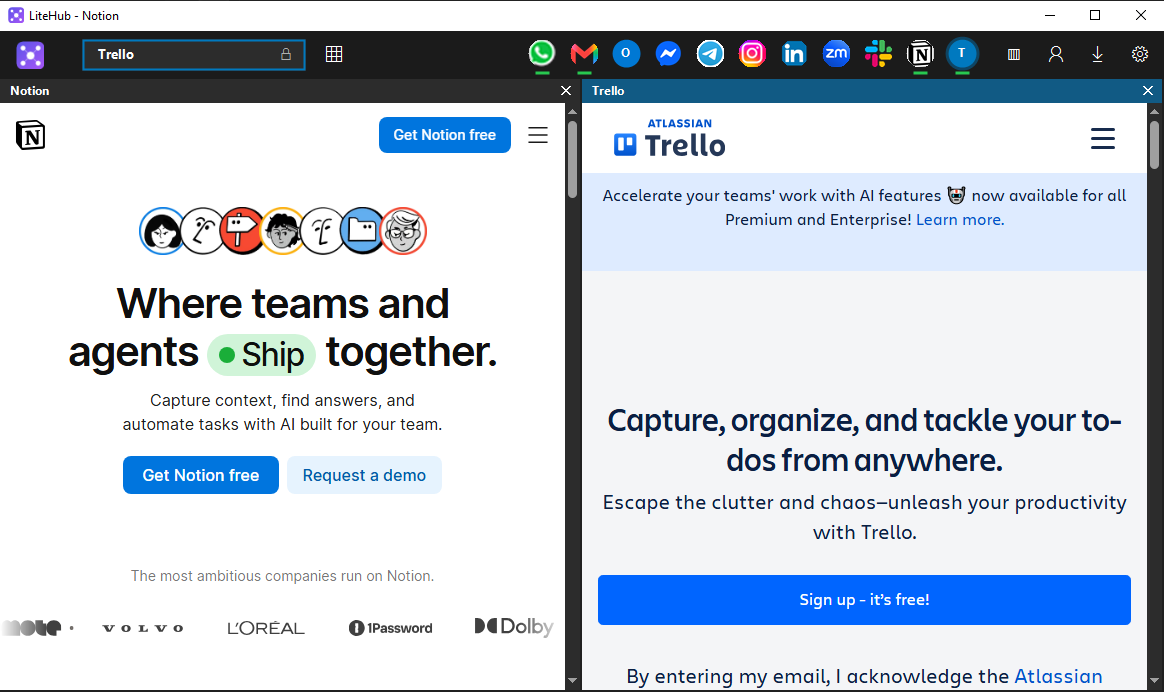 LiteHub - Notion
Trello
O
zm
N
T
Notion
Trello
N
Get Notion free
Where teams and
agents Ship together.
Capture context, find answers, and
automate tasks with AI built for your team.
Get Notion free
Request a demo
The most ambitious companies run on Notion.
VOLVO
L'ORÉAL
1Password
Dolby
ATLASSIAN
Trello
Accelerate your teams' work with AI features 🤖 now available for all
Premium and Enterprise! Learn more.
Capture, organize, and tackle your to-
dos from anywhere.
Escape the clutter and chaos—unleash your productivity
with Trello.
Sign up - it's free!
By entering my email, I acknowledge the Atlassian